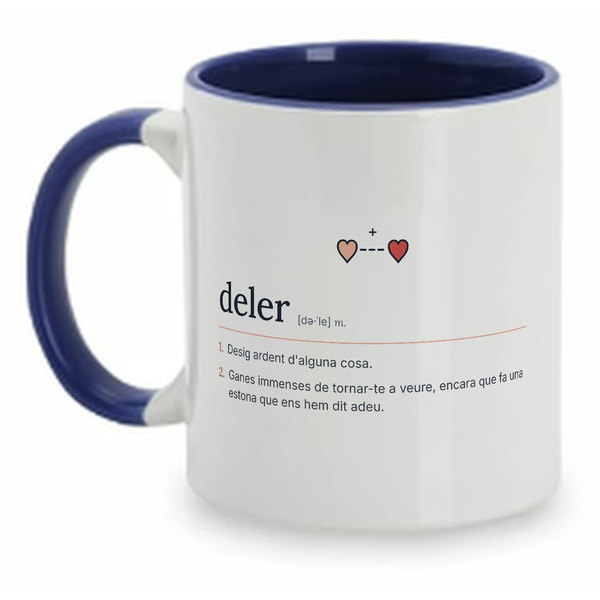 +
deler [də-'le] m.
1. Desig ardent d'alguna cosa.
2. Ganes immenses de tornar-te a veure, encara que fa una
estona que ens hem dit adeu.